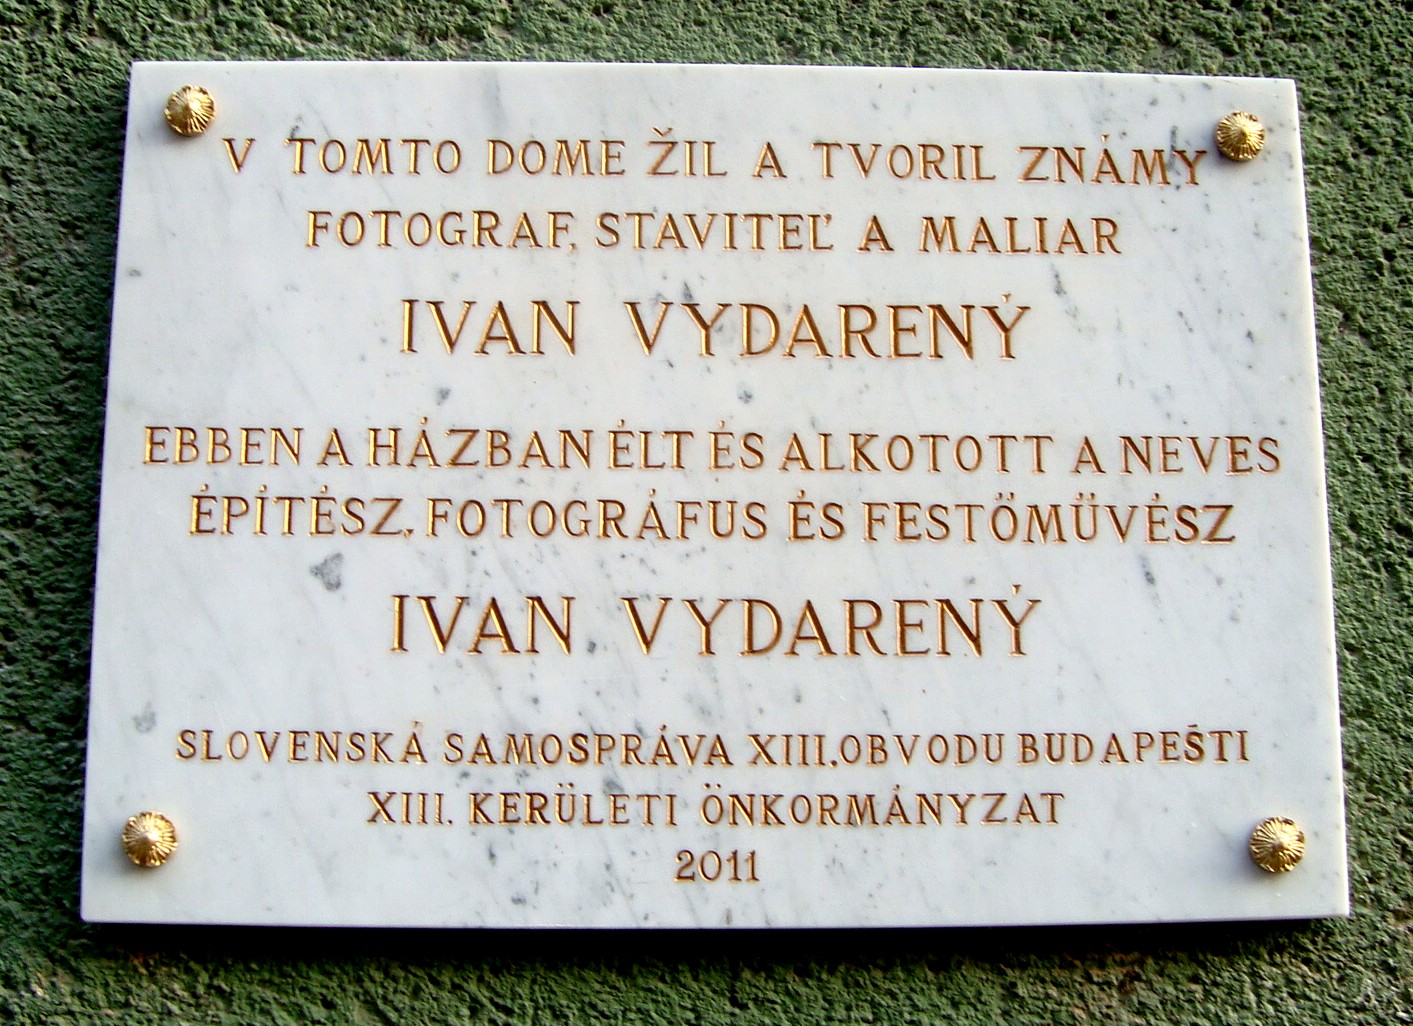 V TOMTO DOME ŽIL A TVORIL ZNÁMY
FOTOGRAF, STAVITEĽ A MALIAR
IVAN VYDARENÝ
EBBEN A HÁZBAN ÉLT ÉS ALKOTOTT A NEVES
ÉPÍTÉSZ, FOTOGRÁFUS ÉS FESTÖMÜVÉSZ
IVAN VYDARENÝ
SLOVENSKÁ SAMOSPRÁVA XIII.OBVODU BUDAPEŠTI
XIII. KERÜLETI ÖNKORMÁNYZAT
2011